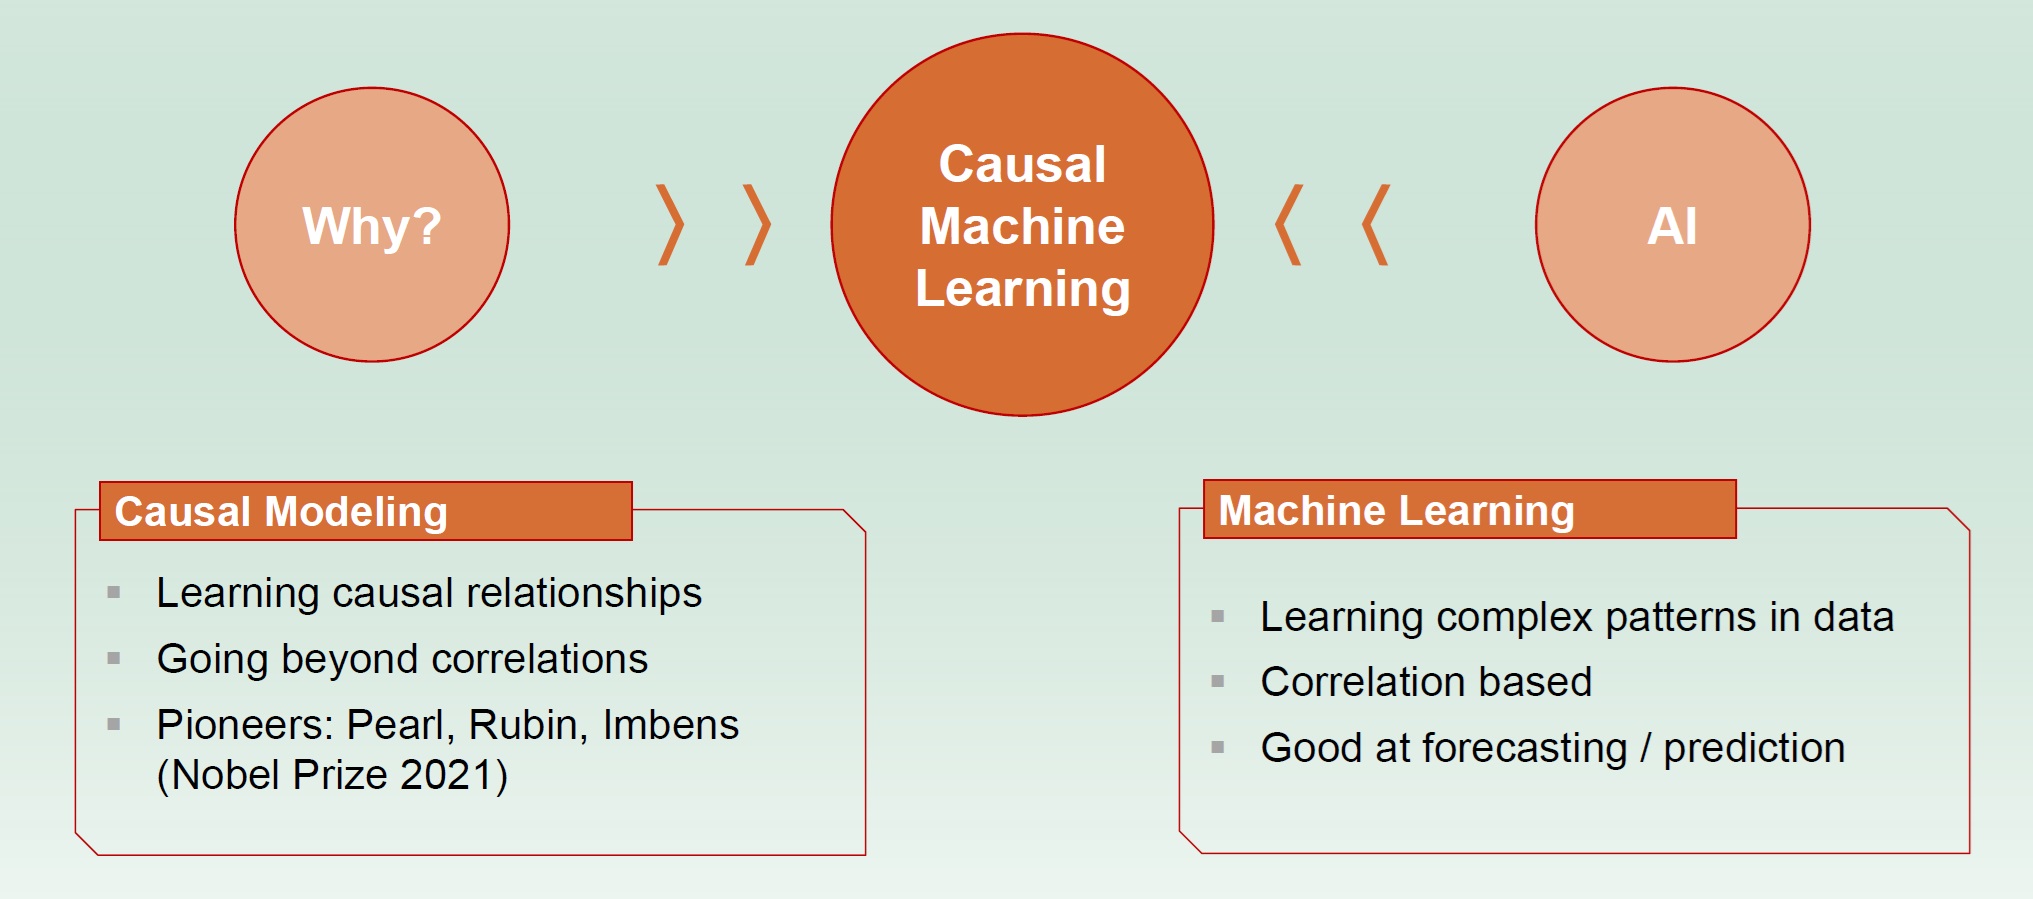 Why?
Causal
Machine
Learning
AI
Causal Modeling
Learning causal relationships
Going beyond correlations
Pioneers: Pearl, Rubin, Imbens
(Nobel Prize 2021)
Machine Learning
Learning complex patterns in data
Correlation based
Good at forecasting / prediction